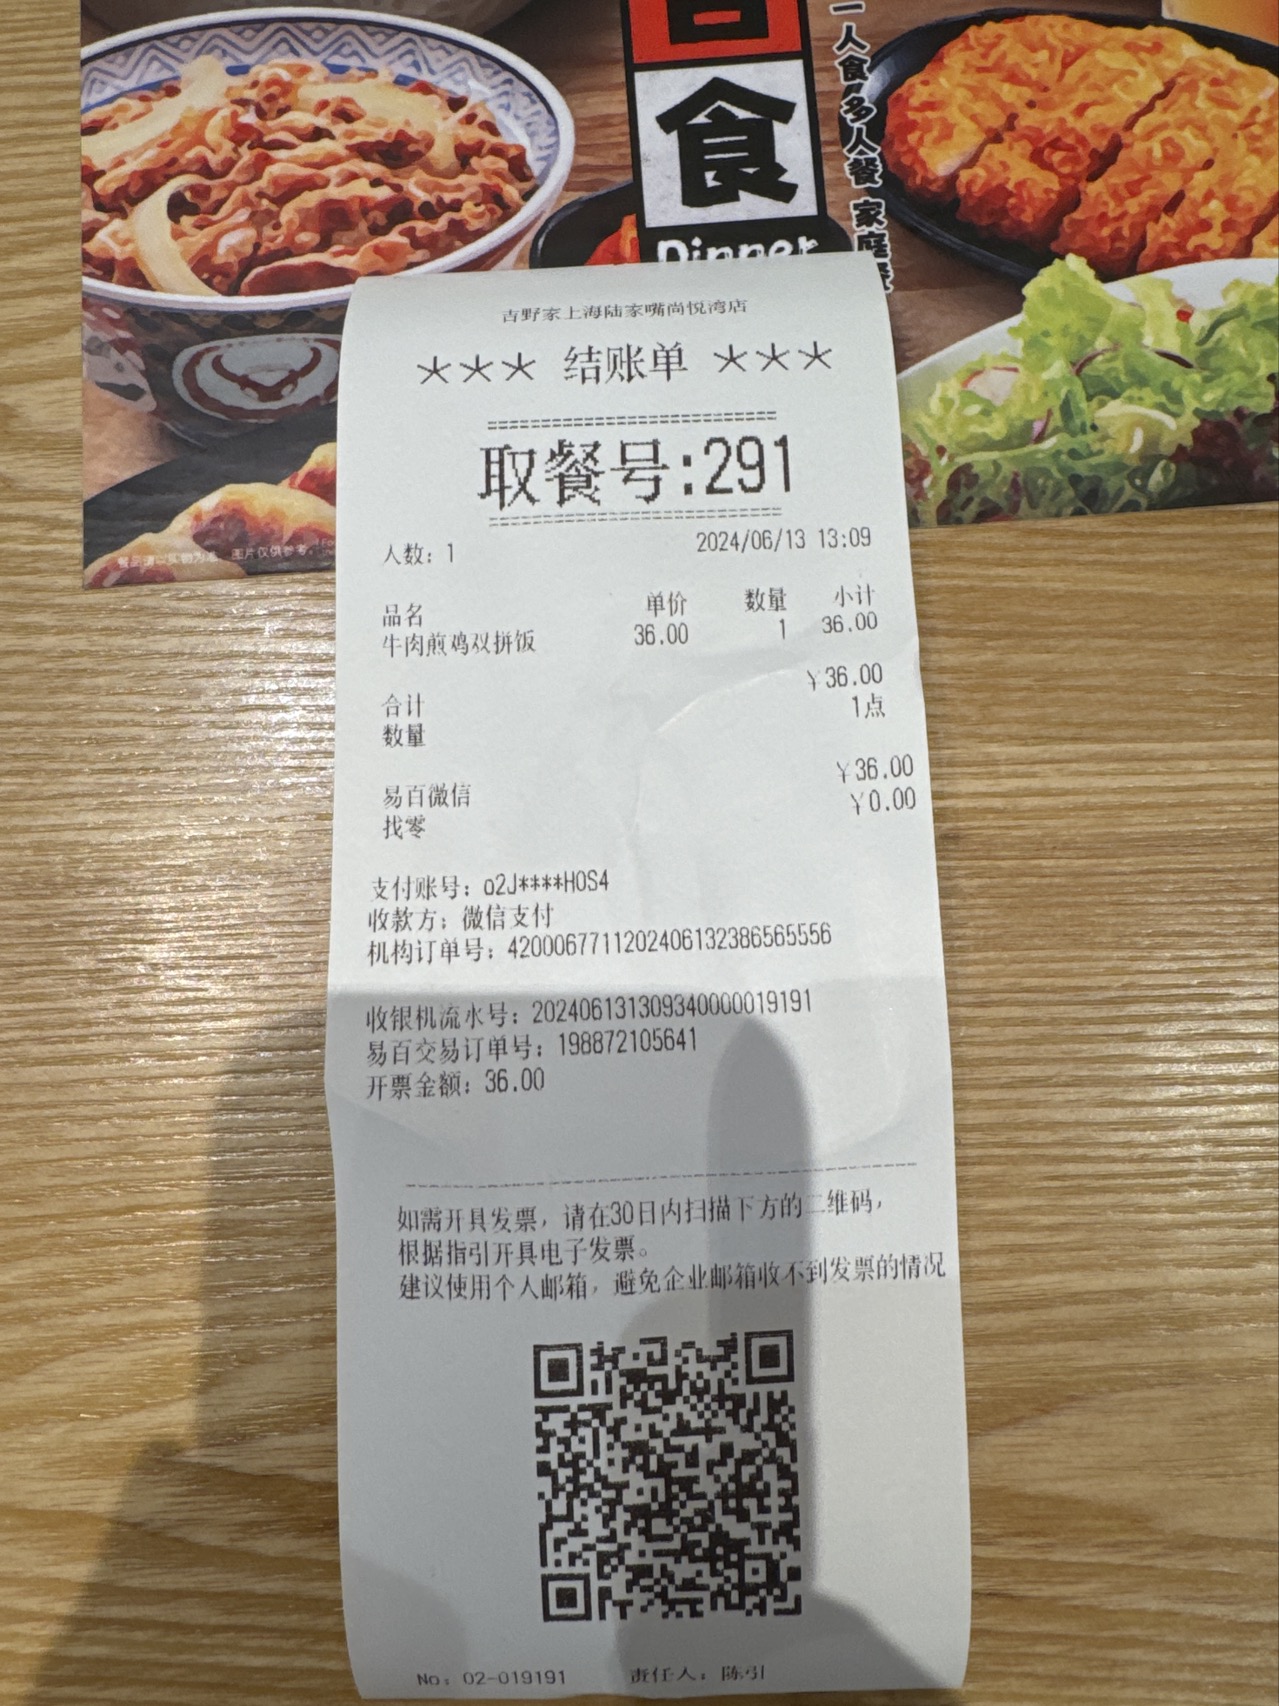 食
Dinner
一人食 多人餐 家庭餐
图片仅供参考。
吉野家上海陆家嘴尚悦湾店
*** 结账单 ***
取餐号:291
人数: 1 2024/06/13 13:09
品名 单价 数量 小计
牛肉煎鸡双拼饭 36.00 1 36.00
合计 ¥36.00
数量 1点
易百微信 ¥36.00
找零 ¥0.00
支付账号: o2J****H0S4
收款方: 微信支付
机构订单号: 4200067711202406132386565556
收银机流水号: 202406131309340000019191
易百交易订单号: 198872105641
开票金额: 36.00
如需开具发票, 请在30日内扫描下方的二维码,
根据指引开具电子发票。
建议使用个人邮箱, 避免企业邮箱收不到发票的情况
No: 02-019191 责任人: 陈引